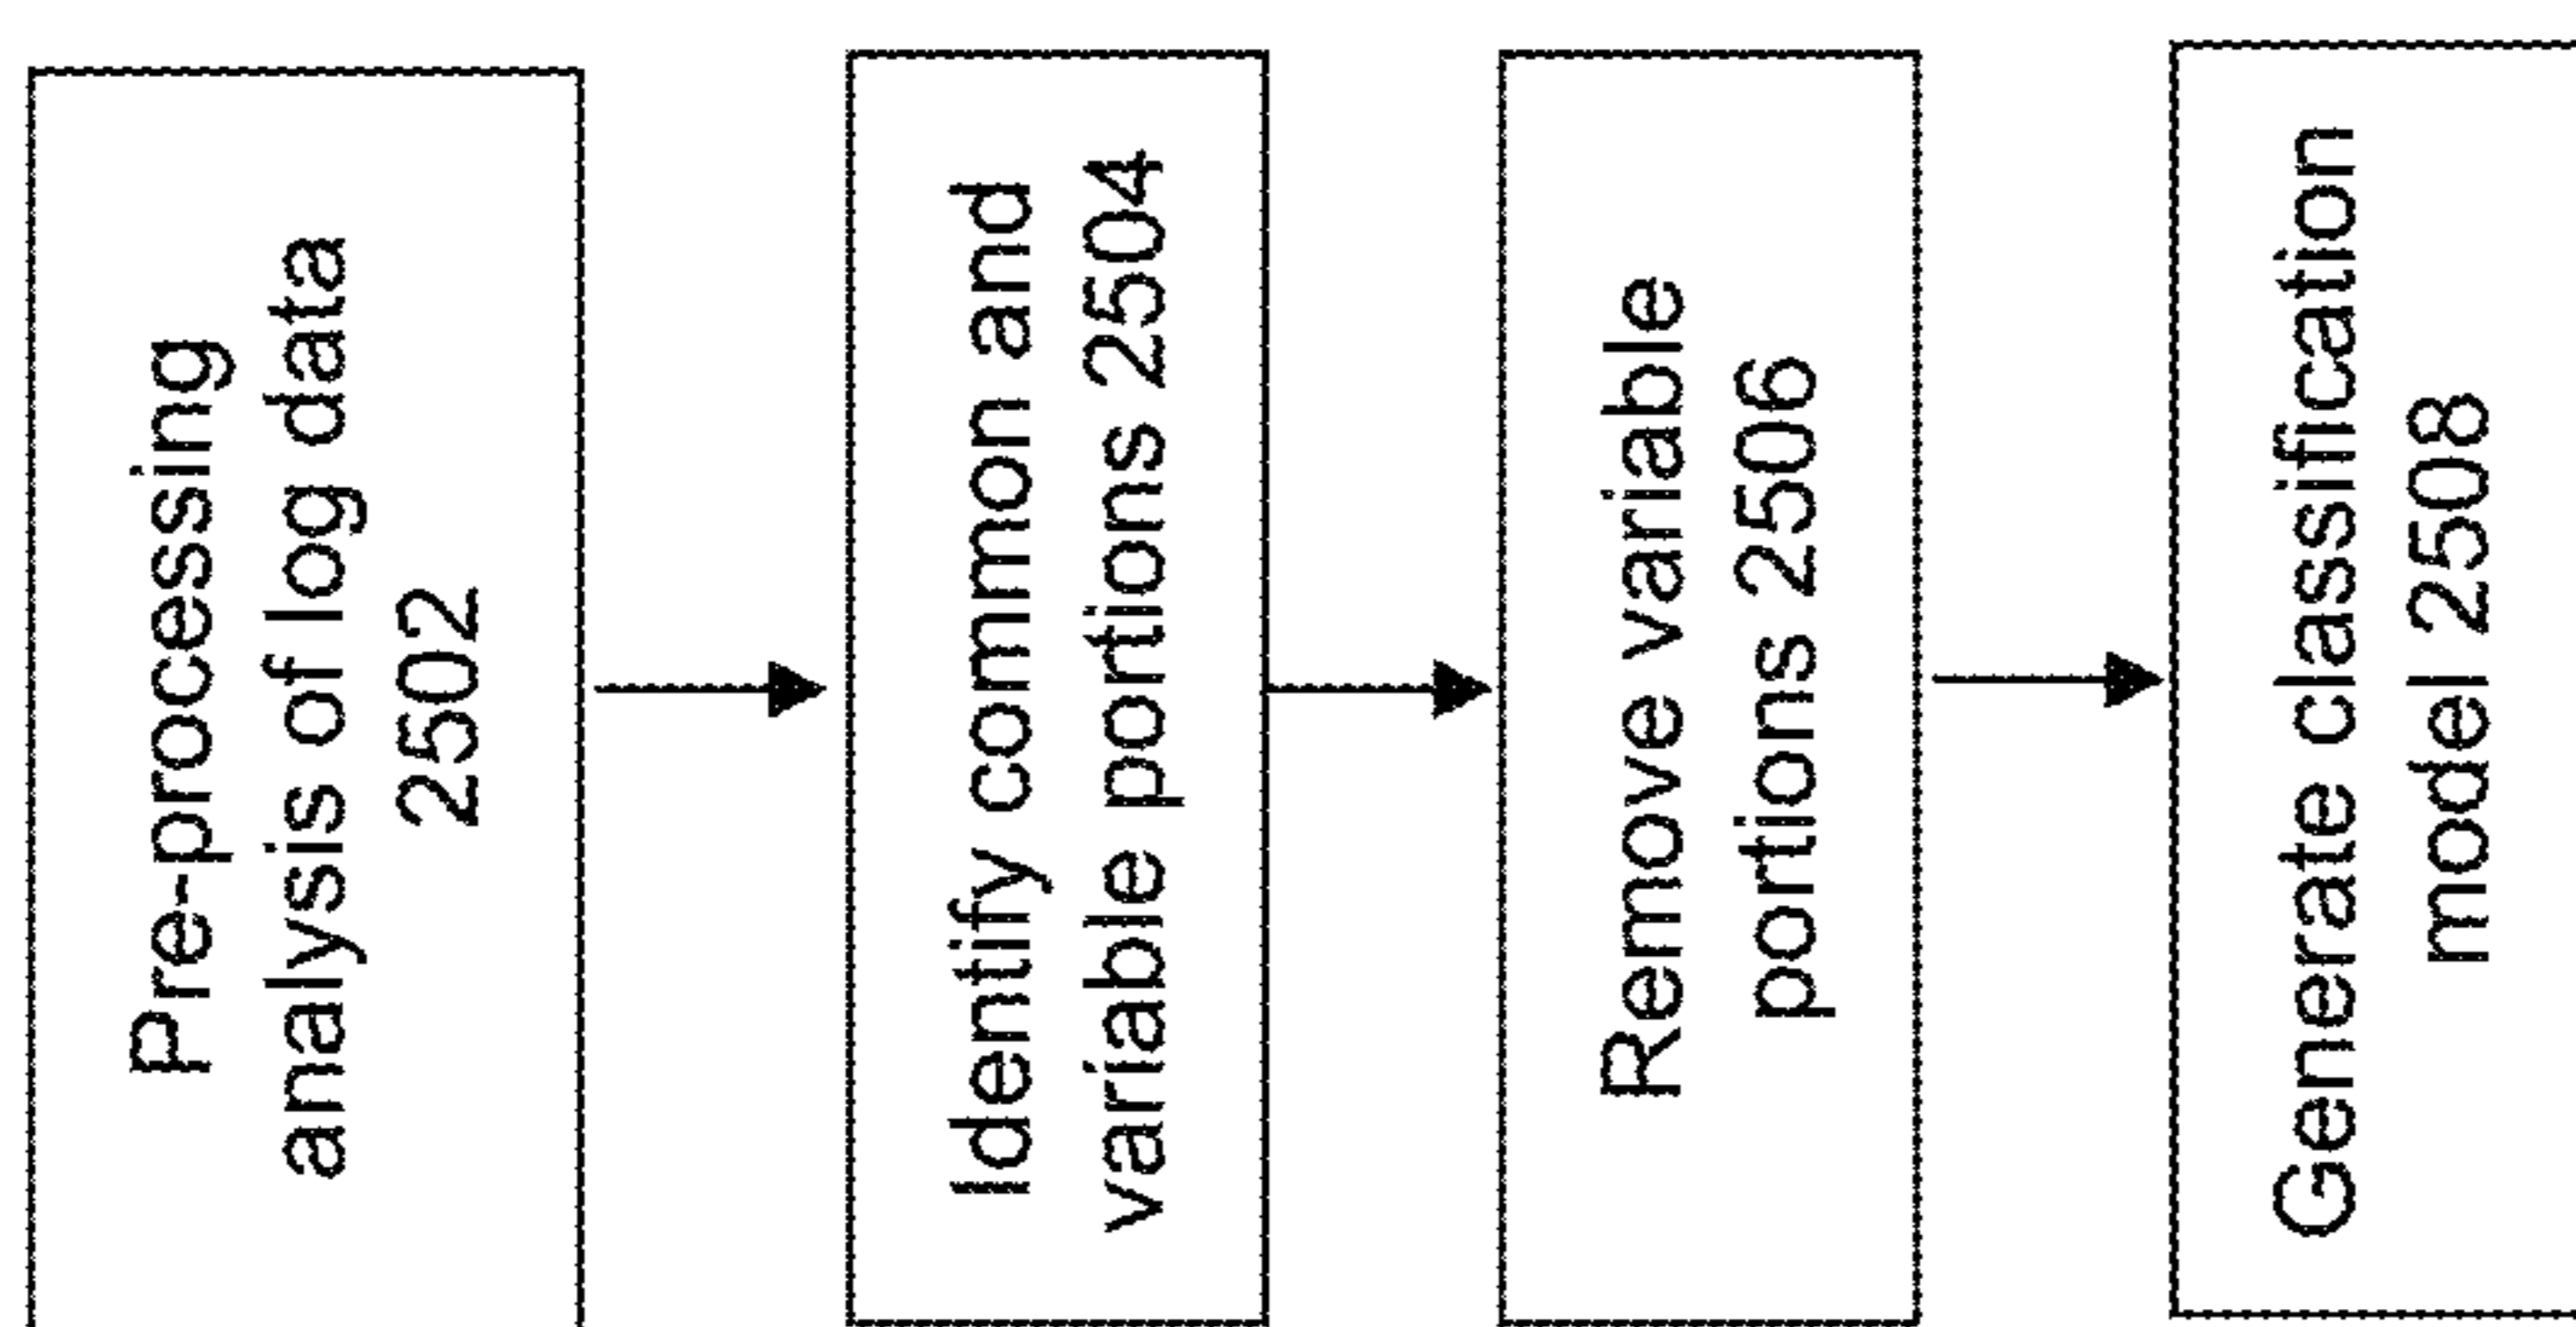 Pre-processing
analysis of log data
2502
Identify common and
variable portions 2504
Remove variable
portions 2506
Generate classification
model 2508